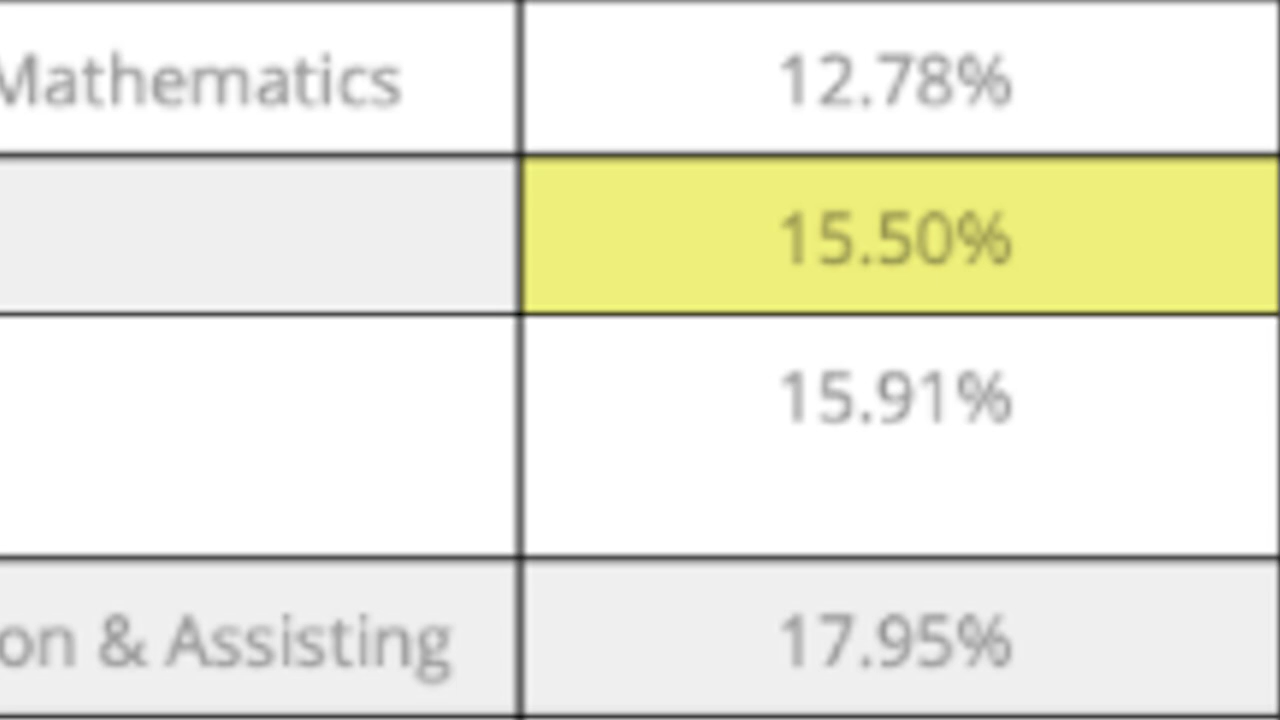 Mathematics 12.78%
15.50%
15.91%
on & Assisting 17.95%